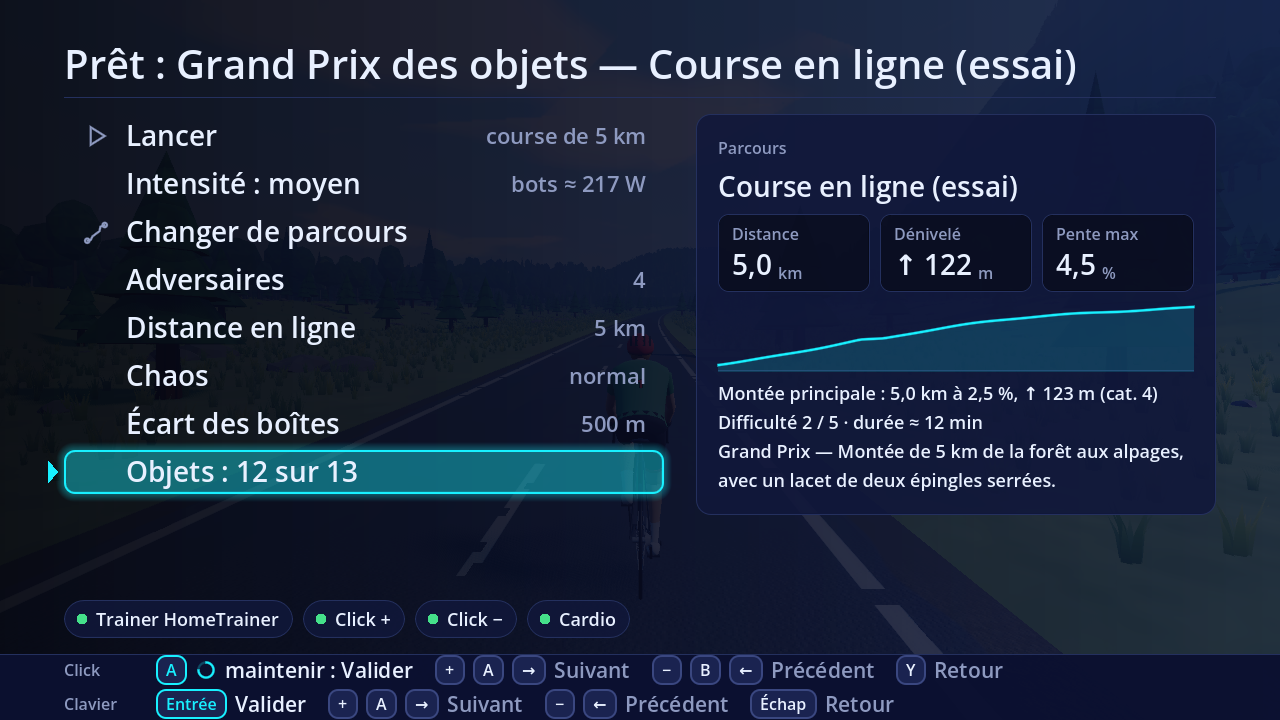 Prêt : Grand Prix des objets — Course en ligne (essai)
Lancer course de 5 km
Intensité : moyen bots ≈ 217 W
Changer de parcours
Adversaires 4
Distance en ligne 5 km
Chaos normal
Écart des boîtes 500 m
Objets : 12 sur 13
Parcours
Course en ligne (essai)
Distance Dénivelé Pente max
5,0 km ↑ 122 m 4,5 %
Montée principale : 5,0 km à 2,5 %, ↑ 123 m (cat. 4)
Difficulté 2 / 5 · durée ≈ 12 min
Grand Prix — Montée de 5 km de la forêt aux alpages,
avec un lacet de deux épingles serrées.
Trainer HomeTrainer Click + Click − Cardio
Click A maintenir : Valider + A → Suivant − B ← Précédent Y Retour
Clavier Entrée Valider + A → Suivant − ← Précédent Échap Retour